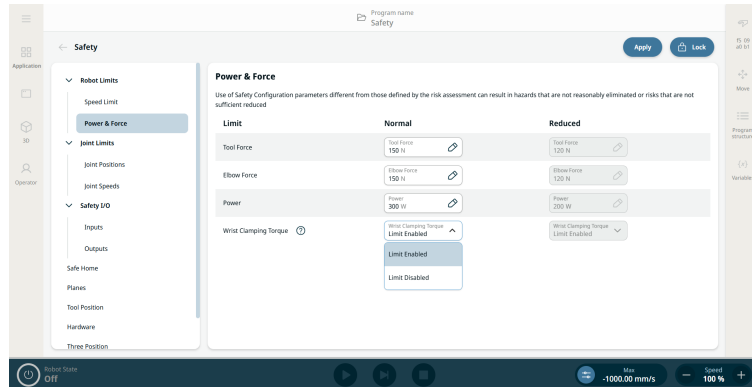 Program name
Safety
Safety
Apply
Lock
Application
3D
Operator
Robot Limits
Speed Limit
Power & Force
Joint Limits
Joint Positions
Joint Speeds
Safety I/O
Inputs
Outputs
Safe Home
Planes
Tool Position
Hardware
Three Position
Power & Force
Use of Safety Configuration parameters different from those defined by the risk assessment can result in hazards that are not reasonably eliminated or risks that are not
sufficient reduced
Limit Normal Reduced
Tool Force
Tool Force
150 N
Tool Force
120 N
Elbow Force
Elbow Force
150 N
Elbow Force
120 N
Power
Power
300 W
Power
200 W
Wrist Clamping Torque
Wrist Clamping Torque
Limit Enabled
Wrist Clamping Torque
Limit Enabled
Limit Enabled
Limit Disabled
Move
Program
structure
Variable
Robot State
Off
Max
-1000.00 mm/s
Speed
100 %